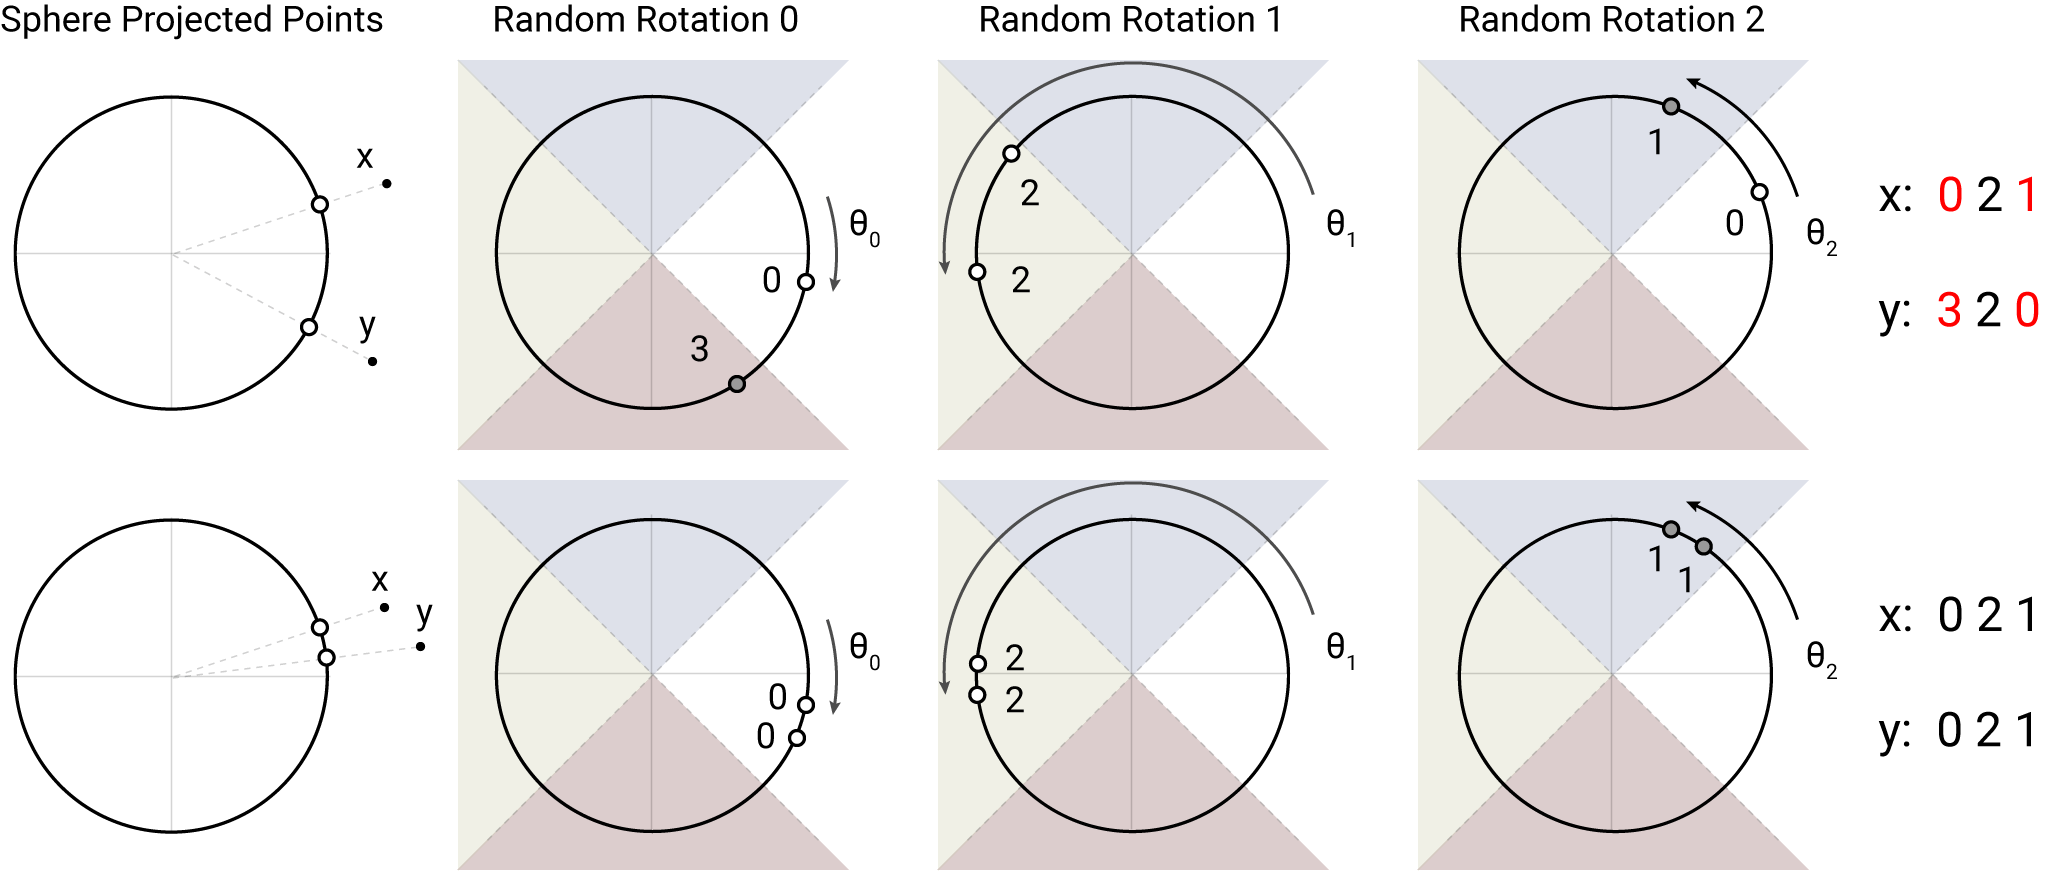 Sphere Projected Points
Random Rotation 0
Random Rotation 1
Random Rotation 2
x
y
0
3
θ0
2
2
θ1
1
0
θ2
x: 0 2 1
y: 3 2 0
x
y
0
0
θ0
2
2
θ1
1
1
θ2
x: 0 2 1
y: 0 2 1